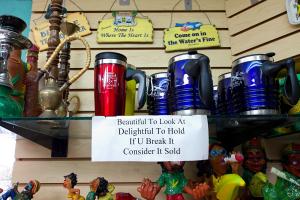 Home
Is Where The Heart Is
Come on in
the Water's Fine
Beautiful To Look At
Delightful To Hold
If U Break It
Consider It Sold